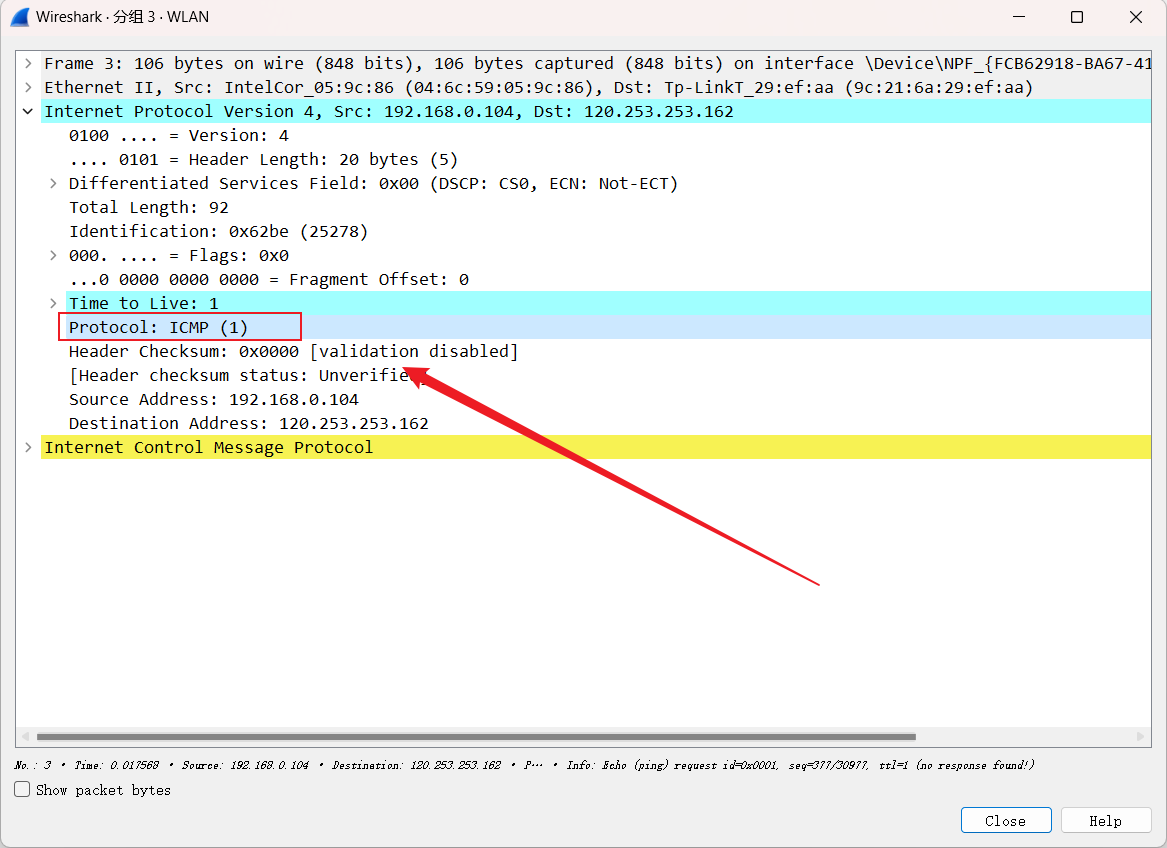 Wireshark · 分组 3 · WLAN
Frame 3: 106 bytes on wire (848 bits), 106 bytes captured (848 bits) on interface \Device\NPF_{FCB62918-BA67-41
Ethernet II, Src: IntelCor_05:9c:86 (04:6c:59:05:9c:86), Dst: Tp-LinkT_29:ef:aa (9c:21:6a:29:ef:aa)
Internet Protocol Version 4, Src: 192.168.0.104, Dst: 120.253.253.162
0100 .... = Version: 4
.... 0101 = Header Length: 20 bytes (5)
Differentiated Services Field: 0x00 (DSCP: CS0, ECN: Not-ECT)
Total Length: 92
Identification: 0x62be (25278)
000. .... = Flags: 0x0
...0 0000 0000 0000 = Fragment Offset: 0
Time to Live: 1
Protocol: ICMP (1)
Header Checksum: 0x0000 [validation disabled]
[Header checksum status: Unverified]
Source Address: 192.168.0.104
Destination Address: 120.253.253.162
Internet Control Message Protocol
No.: 3 · Time: 0.017568 · Source: 192.168.0.104 · Destination: 120.253.253.162 · P… · Info: Echo (ping) request id=0x0001, seq=377/30977, ttl=1 (no response found!)
Show packet bytes
Close
Help